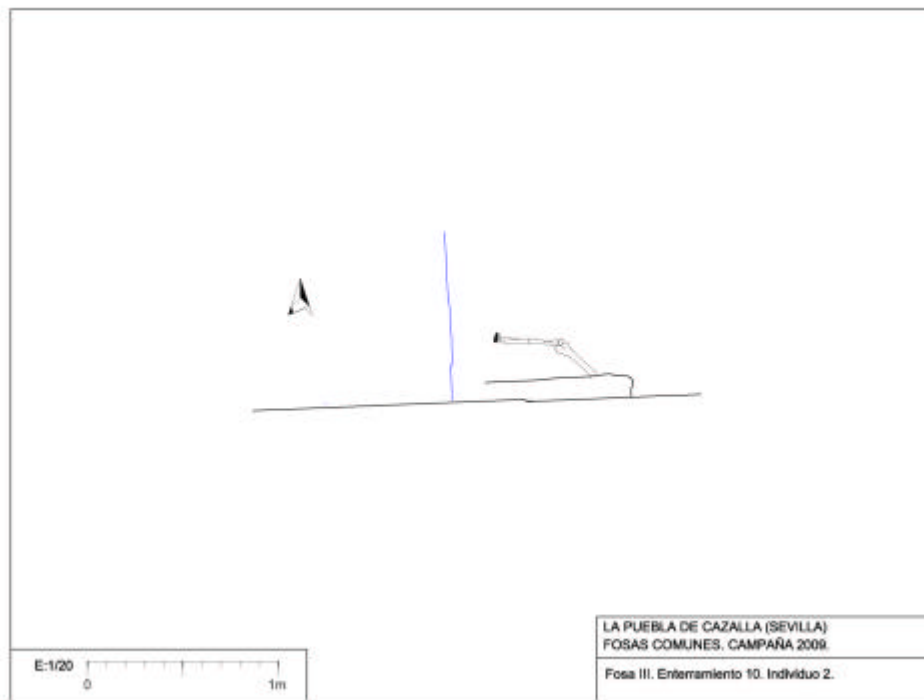 E:1/20
0 1m
LA PUEBLA DE CAZALLA (SEVILLA)
FOSAS COMUNES. CAMPAÑA 2009.
Fosa III. Enterramiento 10. Individuo 2.